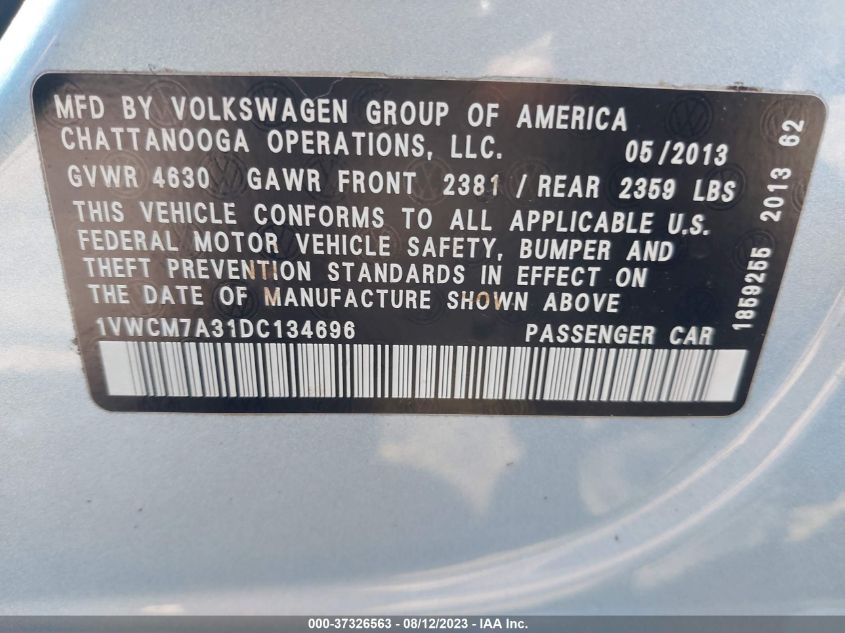 MFD BY VOLKSWAGEN GROUP OF AMERICA
CHATTANOOGA OPERATIONS, LLC. 05/2013
GVWR 4630 GAWR FRONT 2381 / REAR 2359 LBS
THIS VEHICLE CONFORMS TO ALL APPLICABLE U.S.
FEDERAL MOTOR VEHICLE SAFETY, BUMPER AND
THEFT PREVENTION STANDARDS IN EFFECT ON
THE DATE OF MANUFACTURE SHOWN ABOVE
1VWCM7A31DC134696 PASSENGER CAR
1859255 2013 62
000-37326563 - 08/12/2023 - IAA Inc.